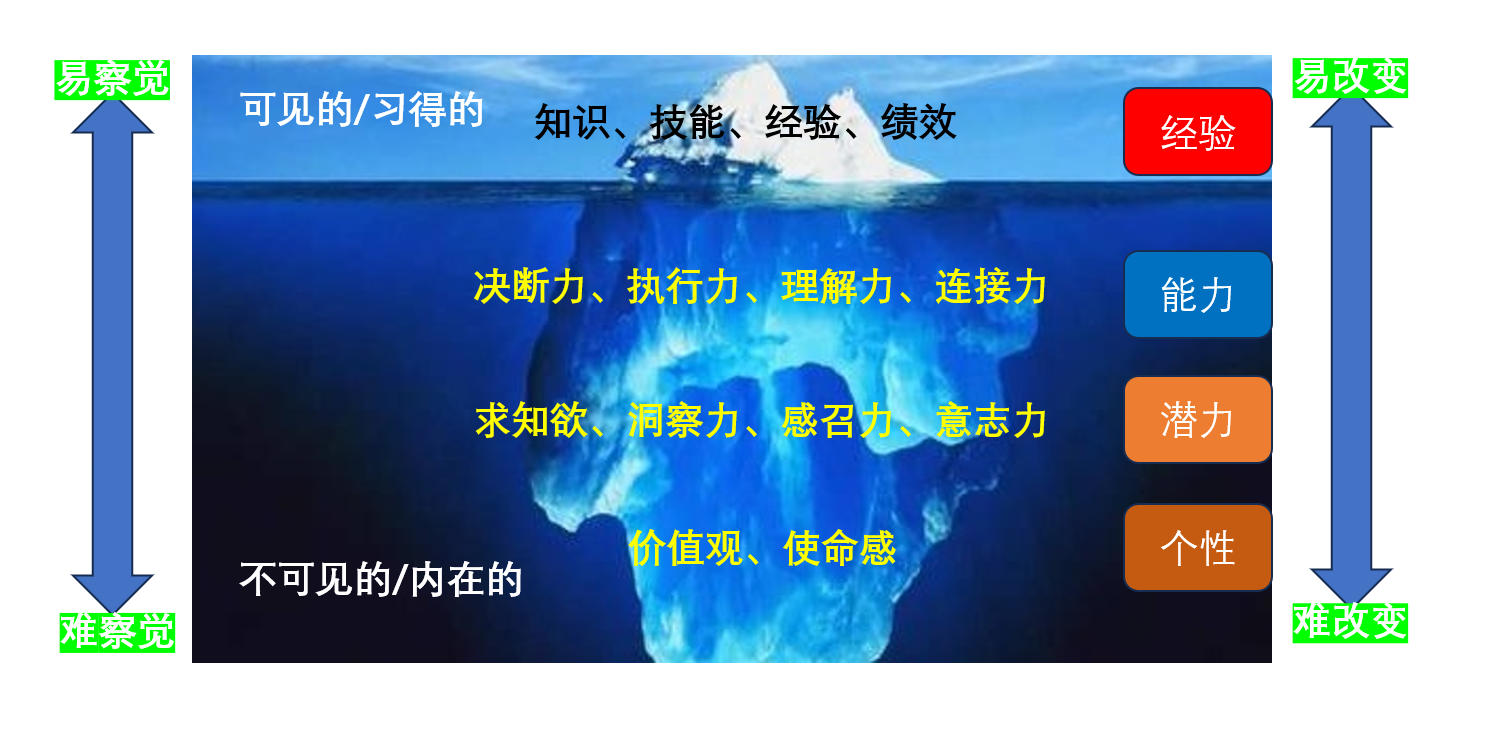 易察觉
易改变
可见的/习得的
知识、技能、经验、绩效
经验
决断力、执行力、理解力、连接力
能力
求知欲、洞察力、感召力、意志力
潜力
价值观、使命感
个性
不可见的/内在的
难察觉
难改变